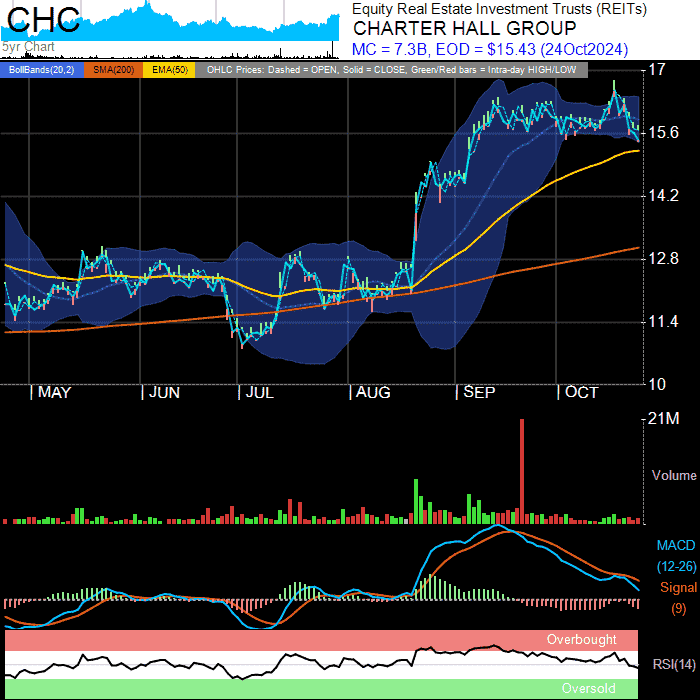 CHC
5yr Chart
Equity Real Estate Investment Trusts (REITs)
CHARTER HALL GROUP
MC = 7.3B, EOD = $15.43 (24Oct2024)
BollBands(20,2) SMA(200) EMA(50) OHLC Prices: Dashed = OPEN, Solid = CLOSE, Green/Red bars = Intra-day HIGH/LOW
17
15.6
14.2
12.8
11.4
10
MAY JUN JUL AUG SEP OCT
21M
Volume
MACD
(12-26)
Signal
(9)
Overbought
RSI(14)
Oversold